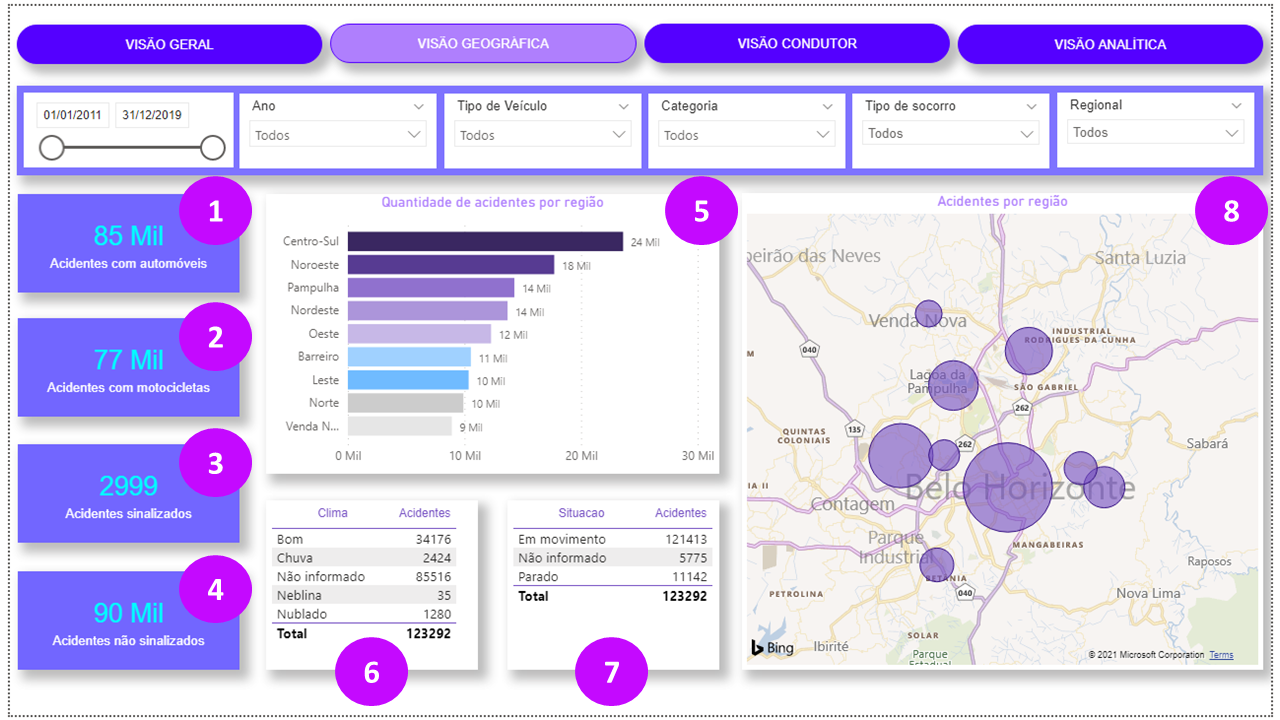 VISÃO GERAL
VISÃO GEOGRÀFICA
VISÃO CONDUTOR
VISÃO ANALÍTICA
01/01/2011 31/12/2019
Ano
Todos
Tipo de Veículo
Todos
Categoria
Todos
Tipo de socorro
Todos
Regional
Todos
1
85 Mil
Acidentes com automóveis
2
77 Mil
Acidentes com motocicletas
3
2999
Acidentes sinalizados
4
90 Mil
Acidentes não sinalizados
Quantidade de acidentes por região
5
Centro-Sul 24 Mil
Noroeste 18 Mil
Pampulha 14 Mil
Nordeste 14 Mil
Oeste 12 Mil
Barreiro 11 Mil
Leste 10 Mil
Norte 10 Mil
Venda N... 9 Mil
0 Mil 10 Mil 20 Mil 30 Mil
Clima Acidentes
Bom 34176
Chuva 2424
Não informado 85516
Neblina 35
Nublado 1280
Total 123292
6
Situacao Acidentes
Em movimento 121413
Não informado 5775
Parado 11142
Total 123292
7
Acidentes por região
8
beirão das Neves
Santa Luzia
Venda Nova
INDUSTRIAL
RODRIGUES DA CUNHA
M
040
Lagoa da
Pampulha
SÃO GABRIEL
262
135
QUINTAS
COLONIAIS
262
Sabará
IA II
Belo Horizonte
Contagem
Parque
Industrial
MANGABEIRAS
BETÂNIA
Raposos
PETROLINA
040
Nova Lima
SOLAR
Parque
Estadual
Ibirité
Bing
© 2021 Microsoft Corporation Terms